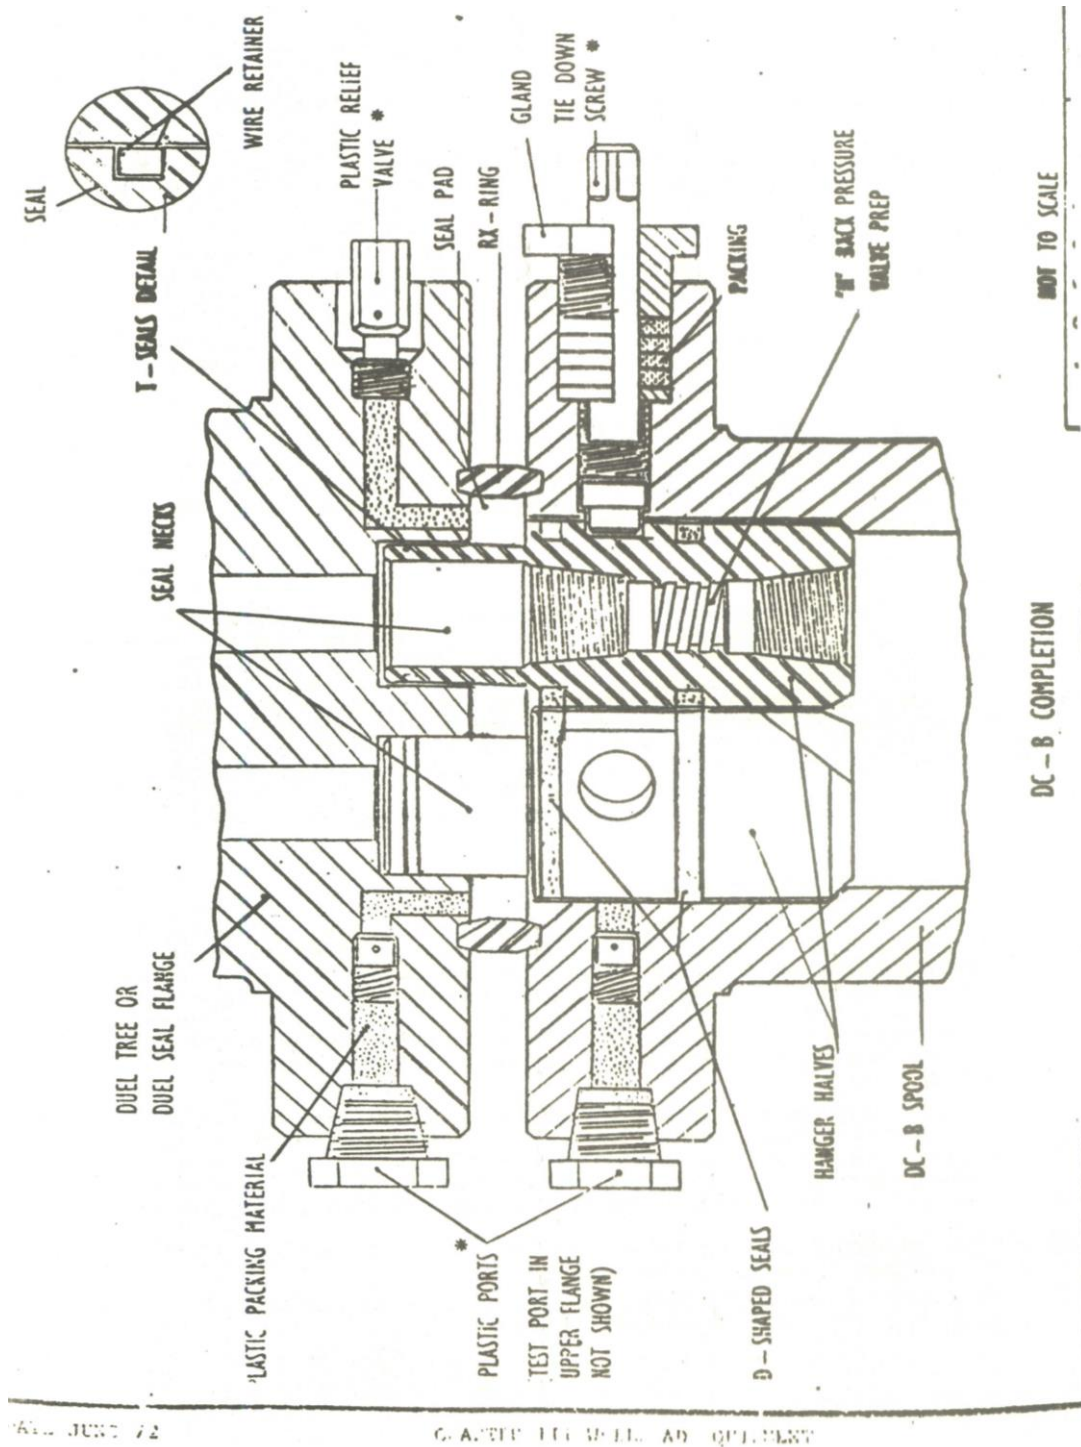 SEAL
WIRE RETAINER
T-SEALS DETAIL
PLASTIC RELIEF
VALVE *
SEAL PAD
RX-RING
GLAND
TIE DOWN
SCREW *
PACKING
"H" BACK PRESSURE
VALVE PREP
SEAL NECKS
DUEL TREE OR
DUEL SEAL FLANGE
PLASTIC PACKING MATERIAL
PLASTIC PORTS *
TEST PORT IN
UPPER FLANGE
NOT SHOWN)
D-SHAPED SEALS
HANGER HALVES
DC-B SPOOL
DC-B COMPLETION
NOT TO SCALE
JUNE 72